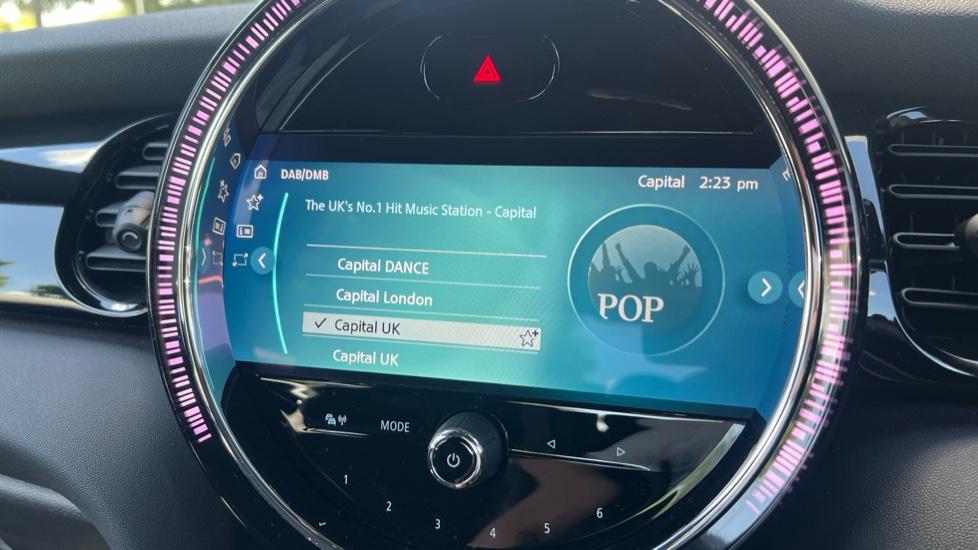 DAB/DMB
Capital 2:23 pm
The UK's No.1 Hit Music Station - Capital
Capital DANCE
Capital London
Capital UK
Capital UK
POP
MODE
1
2
3
4
5
6